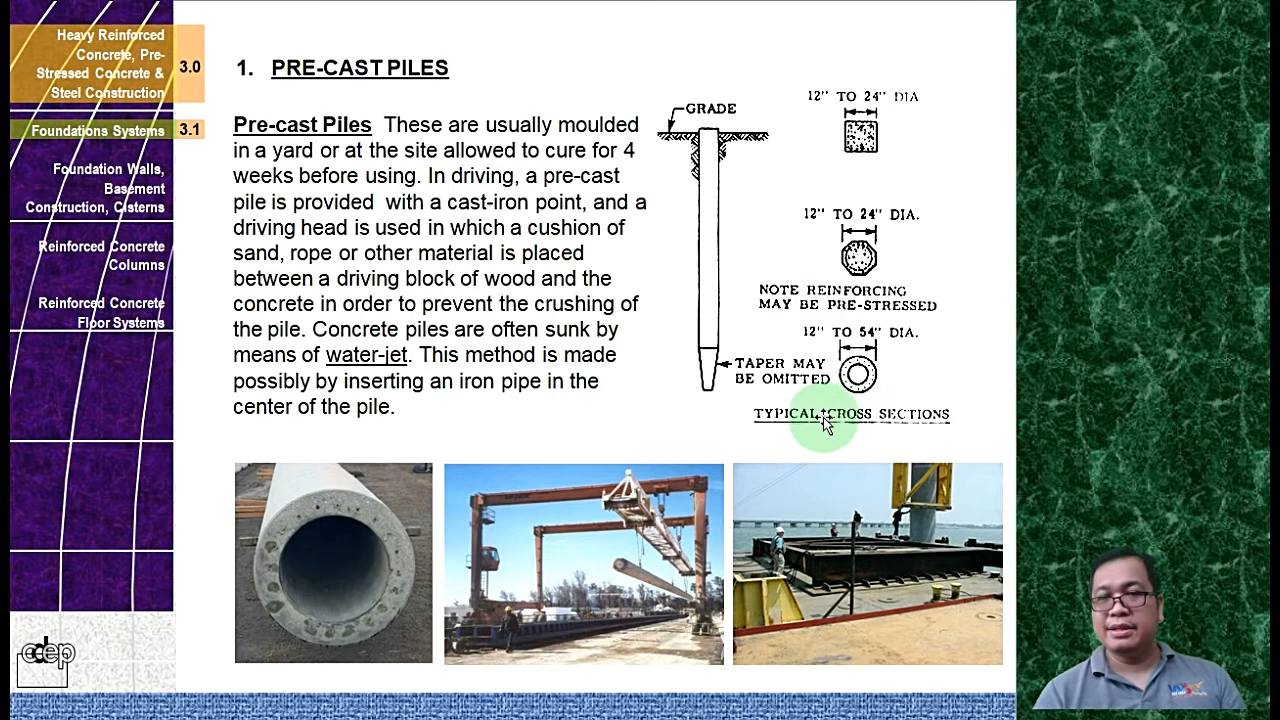 Heavy Reinforced
Concrete, Pre-
Stressed Concrete &
Steel Construction
3.0
Foundations Systems
3.1
Foundation Walls,
Basement
Construction, Cisterns
Reinforced Concrete
Columns
Reinforced Concrete
Floor Systems
1. PRE-CAST PILES
Pre-cast Piles These are usually moulded
in a yard or at the site allowed to cure for 4
weeks before using. In driving, a pre-cast
pile is provided with a cast-iron point, and a
driving head is used in which a cushion of
sand, rope or other material is placed
between a driving block of wood and the
concrete in order to prevent the crushing of
the pile. Concrete piles are often sunk by
means of water-jet. This method is made
possibly by inserting an iron pipe in the
center of the pile.
GRADE
12" TO 24" DIA
12" TO 24" DIA.
NOTE REINFORCING
MAY BE PRE-STRESSED
12" TO 54" DIA.
TAPER MAY
BE OMITTED
TYPICAL CROSS SECTIONS
cdep